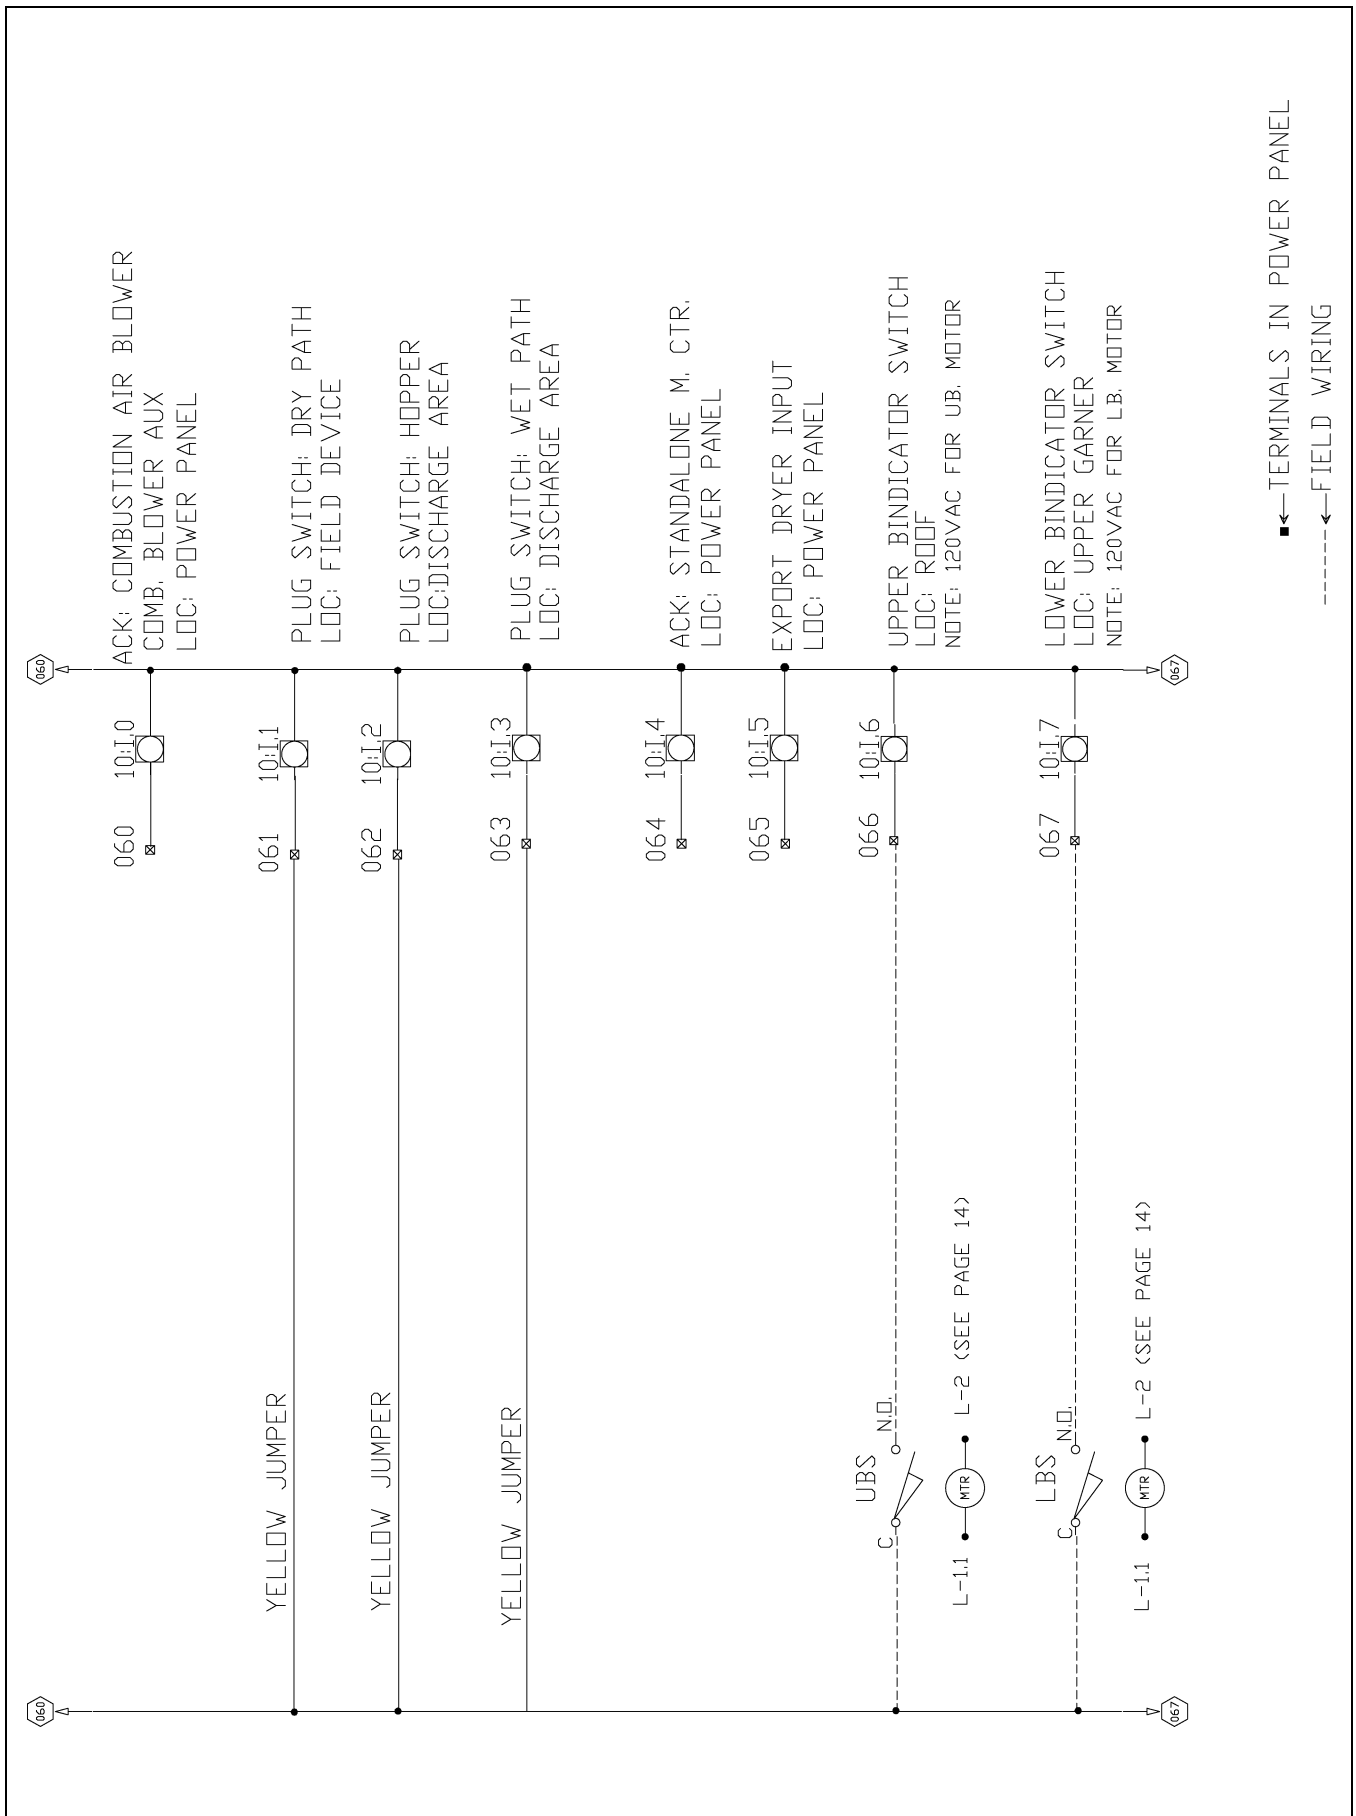 060
060
060
10:I.0
ACK: COMBUSTION AIR BLOWER
COMB. BLOWER AUX
LOC: POWER PANEL
YELLOW JUMPER
061
10:I.1
PLUG SWITCH: DRY PATH
LOC: FIELD DEVICE
YELLOW JUMPER
062
10:I.2
PLUG SWITCH: HOPPER
LOC:DISCHARGE AREA
YELLOW JUMPER
063
10:I.3
PLUG SWITCH: WET PATH
LOC: DISCHARGE AREA
064
10:I.4
ACK: STANDALONE M. CTR.
LOC: POWER PANEL
065
10:I.5
EXPORT DRYER INPUT
LOC: POWER PANEL
UBS
C
N.O.
066
10:I.6
UPPER BINDICATOR SWITCH
LOC: ROOF
NOTE: 120VAC FOR UB. MOTOR
L-1.1
MTR
L-2 (SEE PAGE 14)
LBS
C
N.O.
067
10:I.7
LOWER BINDICATOR SWITCH
LOC: UPPER GARNER
NOTE: 120VAC FOR LB. MOTOR
L-1.1
MTR
L-2 (SEE PAGE 14)
067
067
TERMINALS IN POWER PANEL
FIELD WIRING